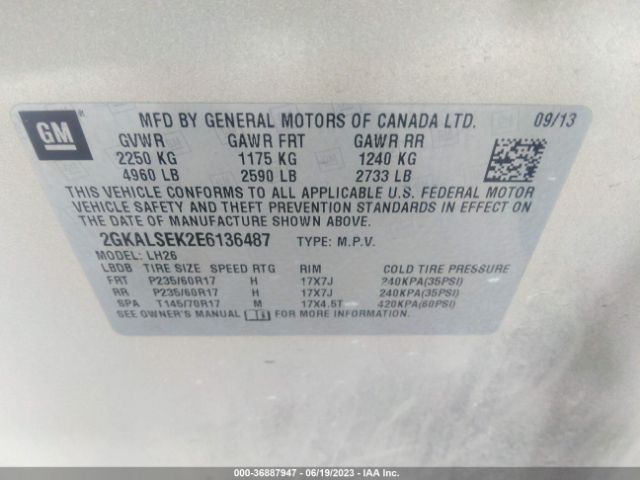 GM
MFD BY GENERAL MOTORS OF CANADA LTD. 09/13
GVWR GAWR FRT GAWR RR
2250 KG 1175 KG 1240 KG
4960 LB 2590 LB 2733 LB
THIS VEHICLE CONFORMS TO ALL APPLICABLE U.S. FEDERAL MOTOR
VEHICLE SAFETY AND THEFT PREVENTION STANDARDS IN EFFECT ON
THE DATE OF MANUFACTURE SHOWN ABOVE.
2GKALSEK2E6136487 TYPE: M.P.V.
MODEL: LH26
LBDB TIRE SIZE SPEED RTG RIM COLD TIRE PRESSURE
FRT P235/60R17 H 17X7J 240KPA(35PSI)
RR P235/60R17 H 17X7J 240KPA(35PSI)
SPA T145/70R17 M 17X4.5T 420KPA(60PSI)
SEE OWNER'S MANUAL FOR MORE INFORMATION.
000-36887947 - 06/19/2023 - IAA Inc.